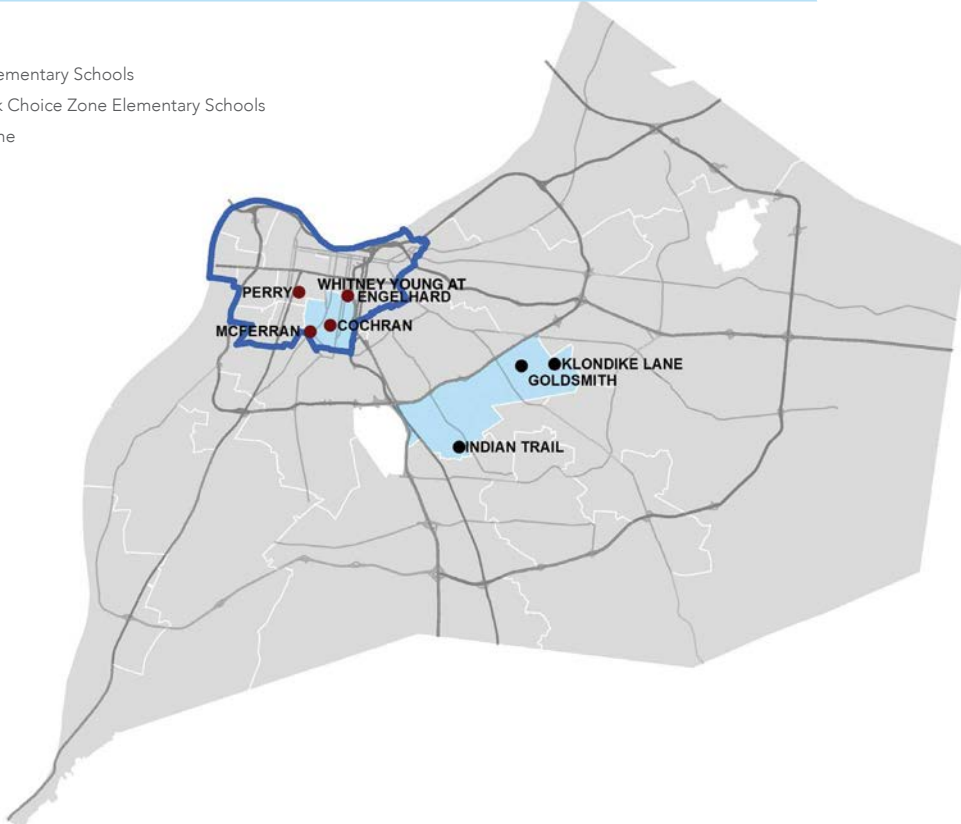 ementary Schools
k Choice Zone Elementary Schools
ne
WHITNEY YOUNG AT
ENGELHARD
PERRY
MCFERRAN
COCHRAN
KLONDIKE LANE
GOLDSMITH
INDIAN TRAIL